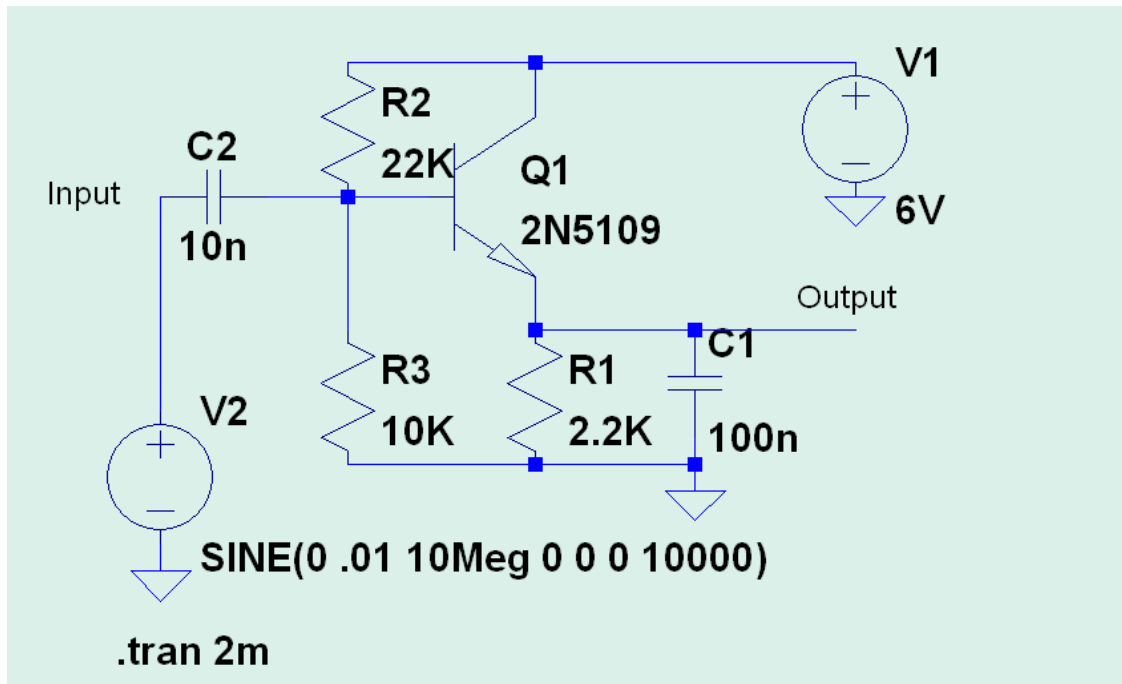 V1
R2
C2
22K
Q1
Input
6V
2N5109
10n
Output
C1
R3
R1
V2
10K
2.2K
100n
SINE(0 .01 10Meg 0 0 0 10000)
.tran 2m